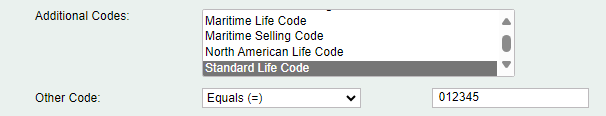 Additional Codes:
Maritime Life Code
Maritime Selling Code
North American Life Code
Standard Life Code
Other Code: Equals (=) 012345